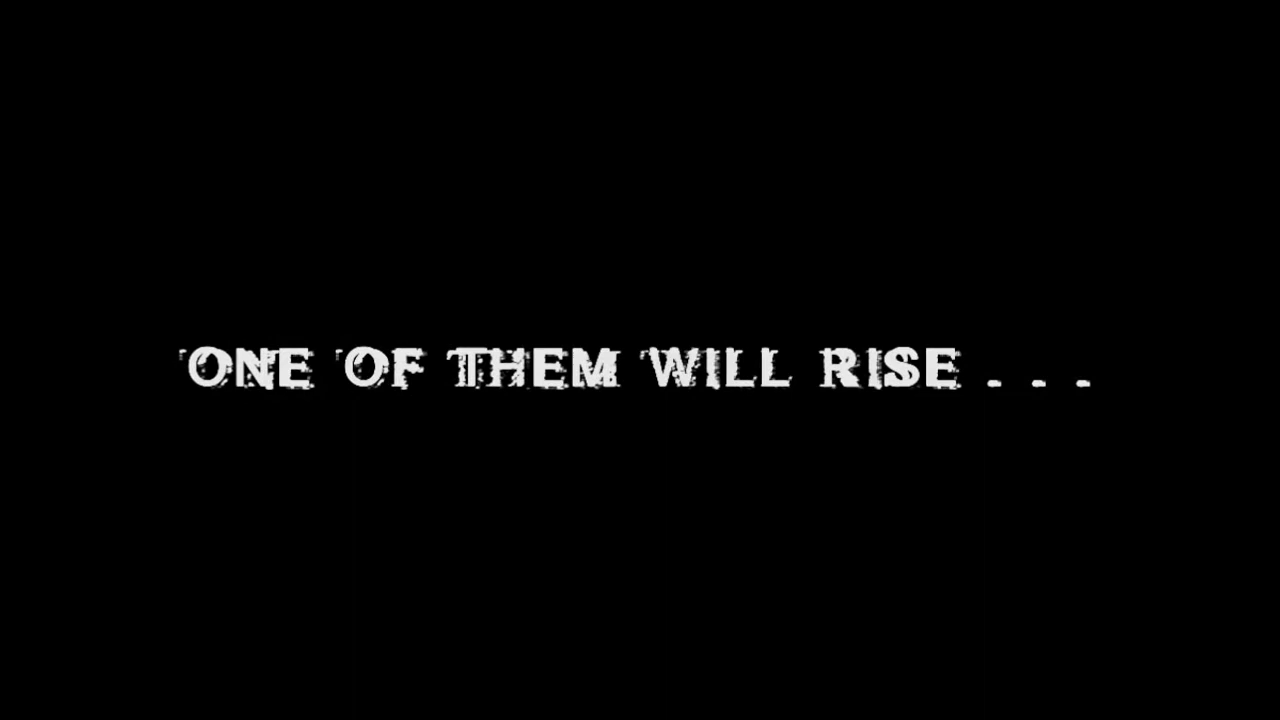 ONE OF THEM WILL RISE . . .